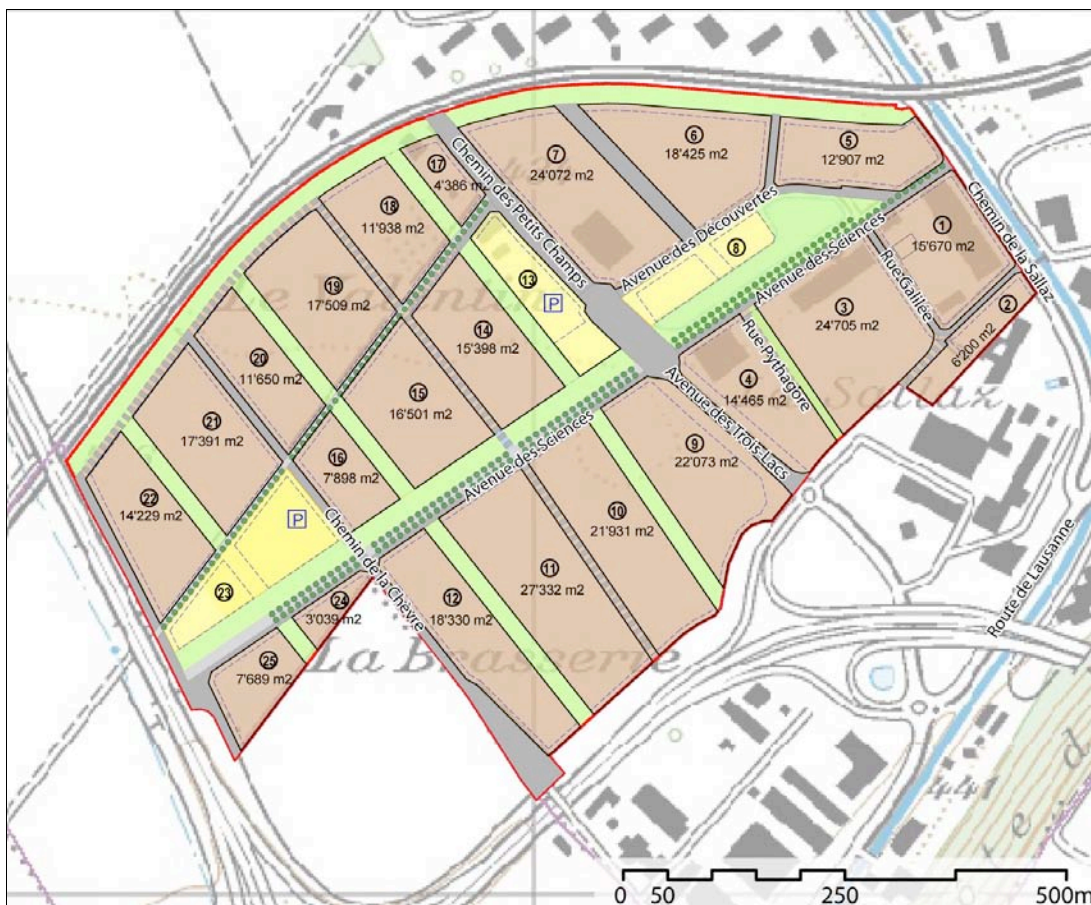 ⑰
4'386 m2
⑦
24'072 m2
⑥
18'425 m2
⑤
12'907 m2
⑱
11'938 m2
Chemin des Petits Champs
Avenue des Découvertes
⑧
Avenue des Sciences
①
15'670 m2
Chemin de la Sallaz
②
6'200 m2
Rue Galilée
③
24'705 m2
⑲
17'509 m2
Le Valentin
⑬
P
⑭
15'398 m2
Rue Pythagore
④
14'465 m2
Sallaz
⑳
11'650 m2
⑮
16'501 m2
Avenue des Trois-Lacs
⑨
22'073 m2
㉑
17'391 m2
⑯
7'898 m2
Avenue des Sciences
⑩
21'931 m2
㉒
14'229 m2
P
Chemin de la Chèvre
⑪
27'332 m2
㉓
㉔
3'039 m2
⑫
18'330 m2
Route de Lausanne
㉕
7'689 m2
La Brasserie
441
d
e
0 50 250 500m